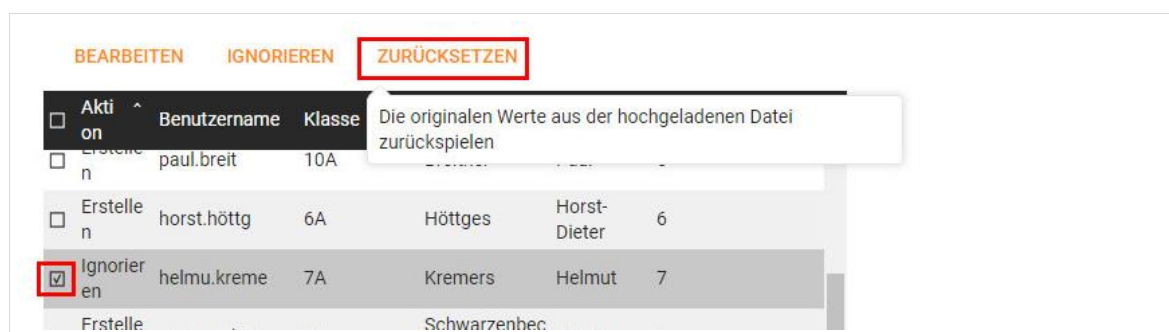 BEARBEITEN IGNORIEREN ZURÜCKSETZEN
Akti
on
Benutzername Klasse
Die originalen Werte aus der hochgeladenen Datei
zurückspielen
Erstelle
n
paul.breit 10A
Erstelle
n
horst.höttg 6A Höttges
Horst-
Dieter
6
Ignorier
en
helmu.kreme 7A Kremers Helmut 7
Erstelle
Schwarzenbec